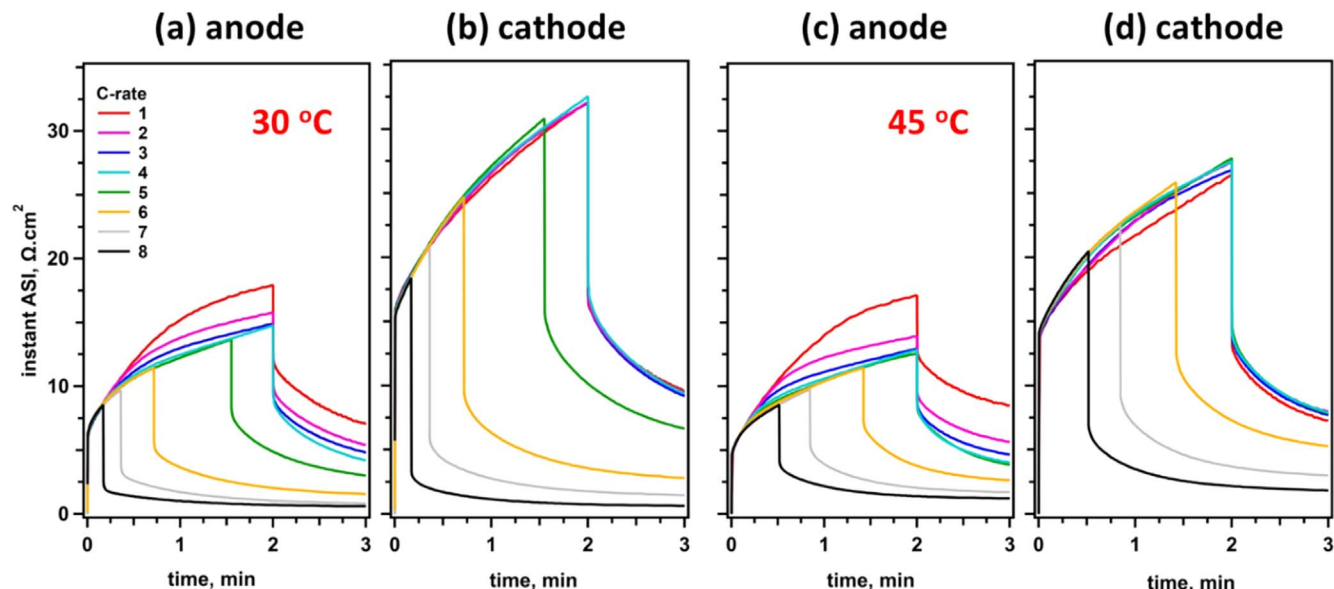 (a) anode (b) cathode (c) anode (d) cathode
C-rate
1
2
3
4
5
6
7
8
30 °C
45 °C
instant ASI, Ω.cm²
30
20
10
0
0 1 2 3
0 1 2 3
0 1 2 3
0 1 2 3
time, min
time, min
time, min
time, min